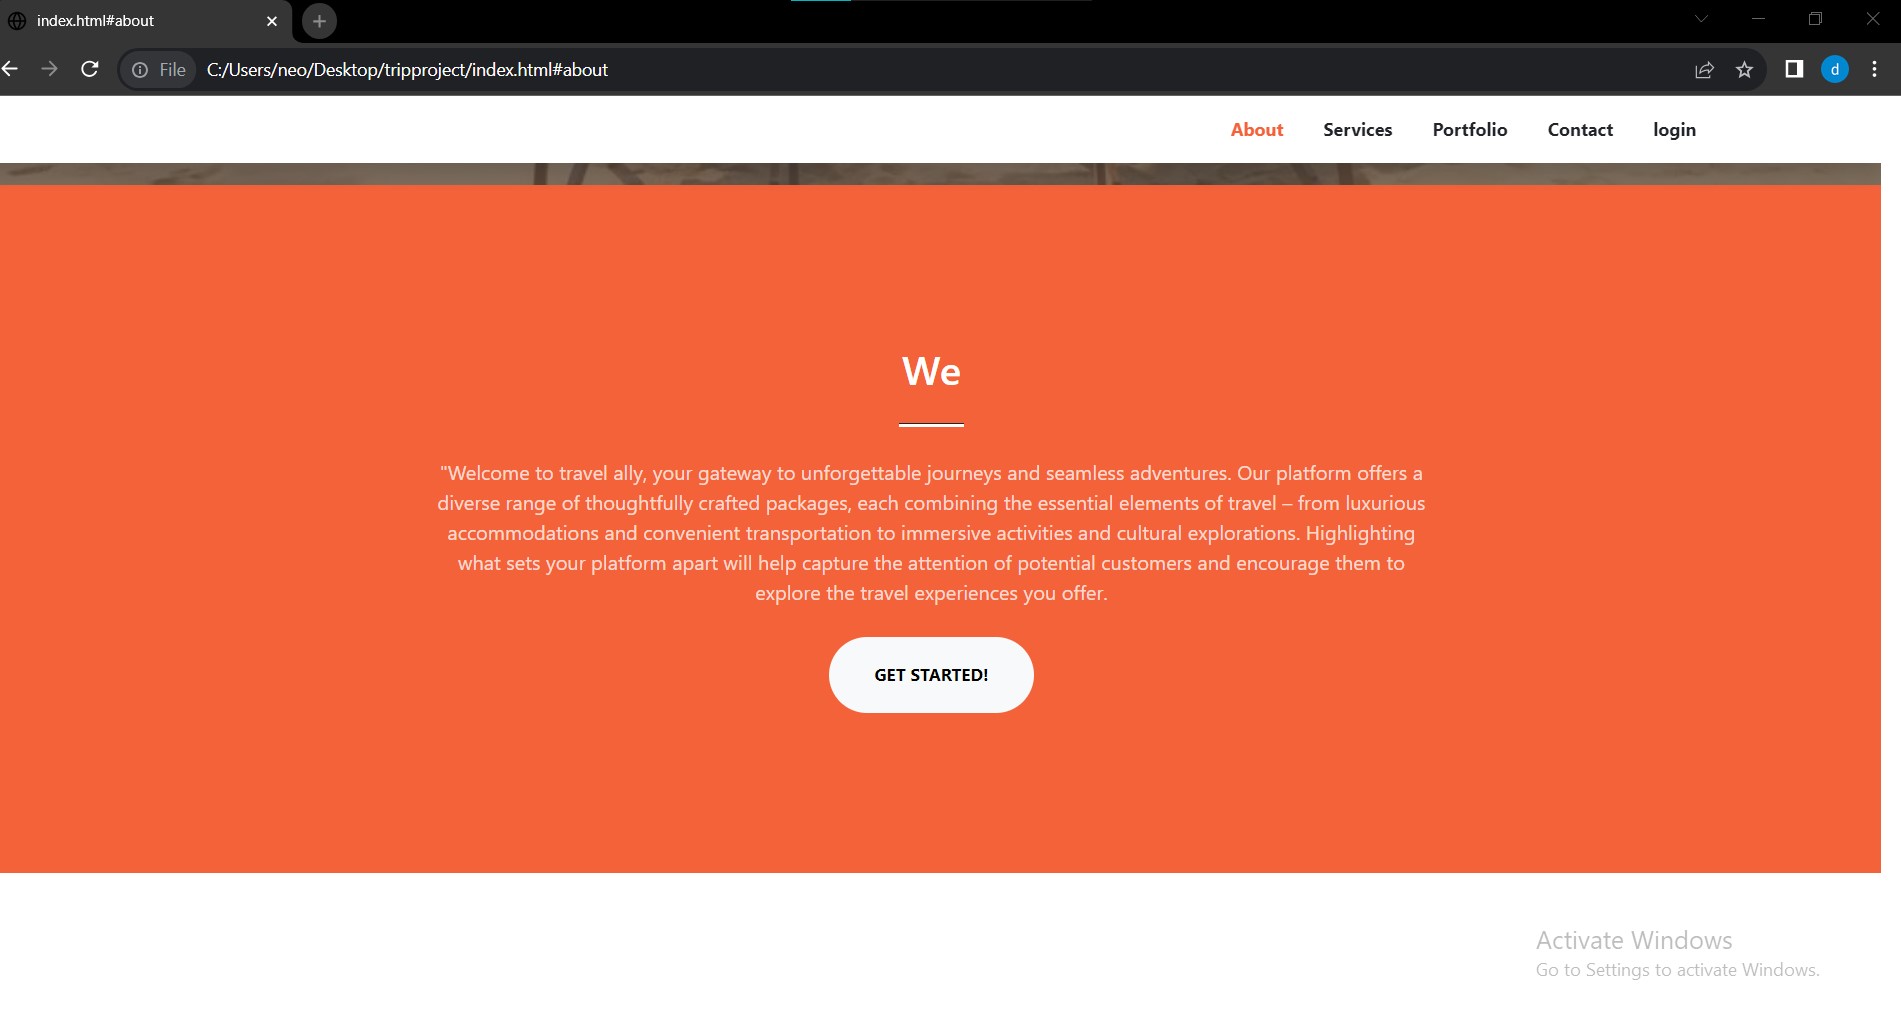 index.html#about
File C:/Users/neo/Desktop/tripproject/index.html#about
d
About Services Portfolio Contact login
We
"Welcome to travel ally, your gateway to unforgettable journeys and seamless adventures. Our platform offers a
diverse range of thoughtfully crafted packages, each combining the essential elements of travel – from luxurious
accommodations and convenient transportation to immersive activities and cultural explorations. Highlighting
what sets your platform apart will help capture the attention of potential customers and encourage them to
explore the travel experiences you offer.
GET STARTED!
Activate Windows
Go to Settings to activate Windows.